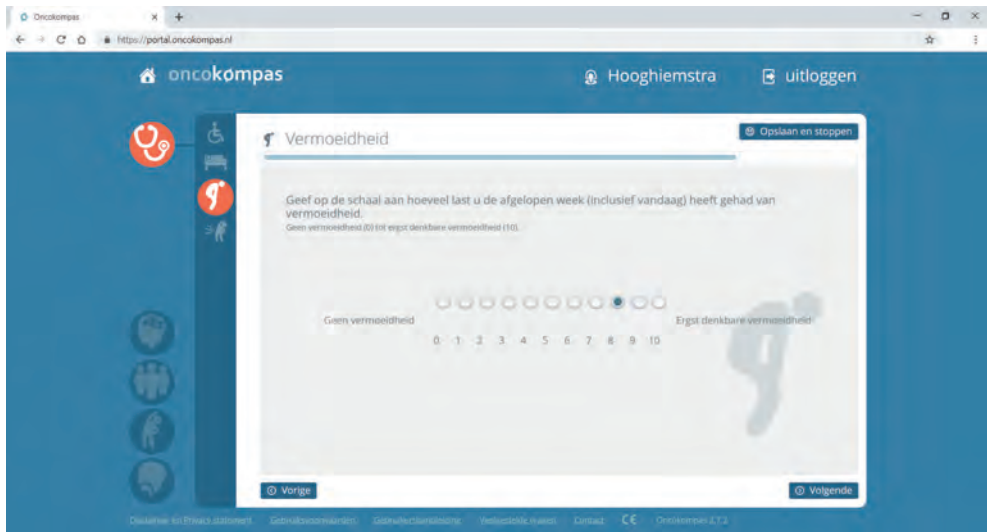 Oncokompas
https://portal.oncokompas.nl
oncokompas
Hooghiemstra
uitloggen
Vermoeidheid
Opslaan en stoppen
Geef op de schaal aan hoeveel last u de afgelopen week (inclusief vandaag) heeft gehad van
vermoeidheid.
Geen vermoeidheid (0) tot ergst denkbare vermoeidheid (10).
Geen vermoeidheid
Ergst denkbare vermoeidheid
0 1 2 3 4 5 6 7 8 9 10
Vorige
Volgende
Disclaimer en Privacy statement Gebruiksvoorwaarden Contact CE Oncokompas